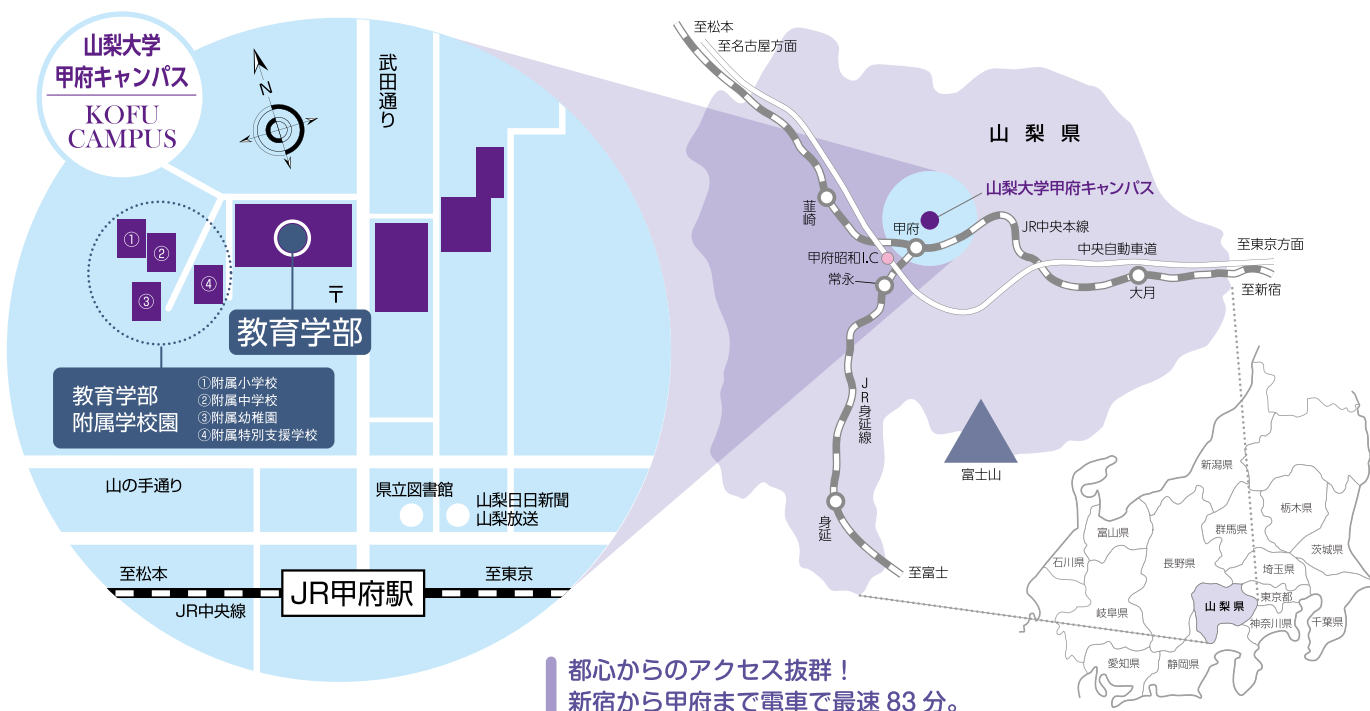 山梨大学
甲府キャンパス
KOFU
CAMPUS
N
武田通り
①
②
③
④
〒
教育学部
教育学部
附属学校園
①附属小学校
②附属中学校
③附属幼稚園
④附属特別支援学校
山の手通り
県立図書館
山梨日日新聞
山梨放送
至松本
至東京
JR甲府駅
JR中央線
至松本
至名古屋方面
山梨県
山梨大学甲府キャンパス
韮崎
甲府
JR中央本線
甲府昭和I.C
中央自動車道
至東京方面
常永
大月
至新宿
JR身延線
富士山
身延
至富士
新潟県
栃木県
群馬県
富山県
茨城県
石川県
長野県
埼玉県
東京都
山梨県
岐阜県
神奈川県
千葉県
愛知県
静岡県
都心からのアクセス抜群！
新宿から甲府まで電車で最速 83 分。